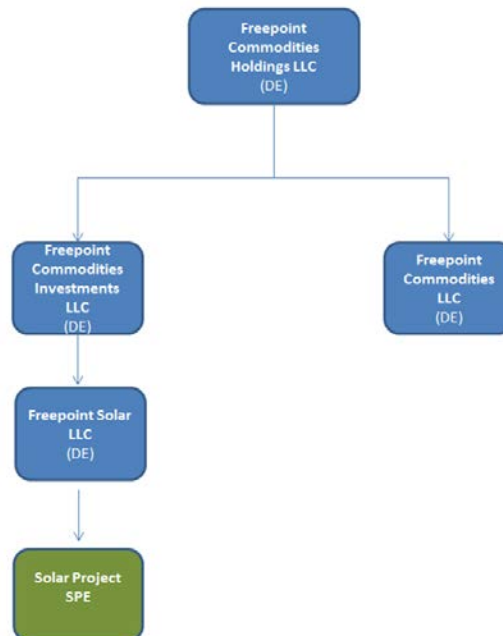 Freepoint
Commodities
Holdings LLC
(DE)
Freepoint
Commodities
Investments
LLC
(DE)
Freepoint
Commodities
LLC
(DE)
Freepoint Solar
LLC
(DE)
Solar Project
SPE